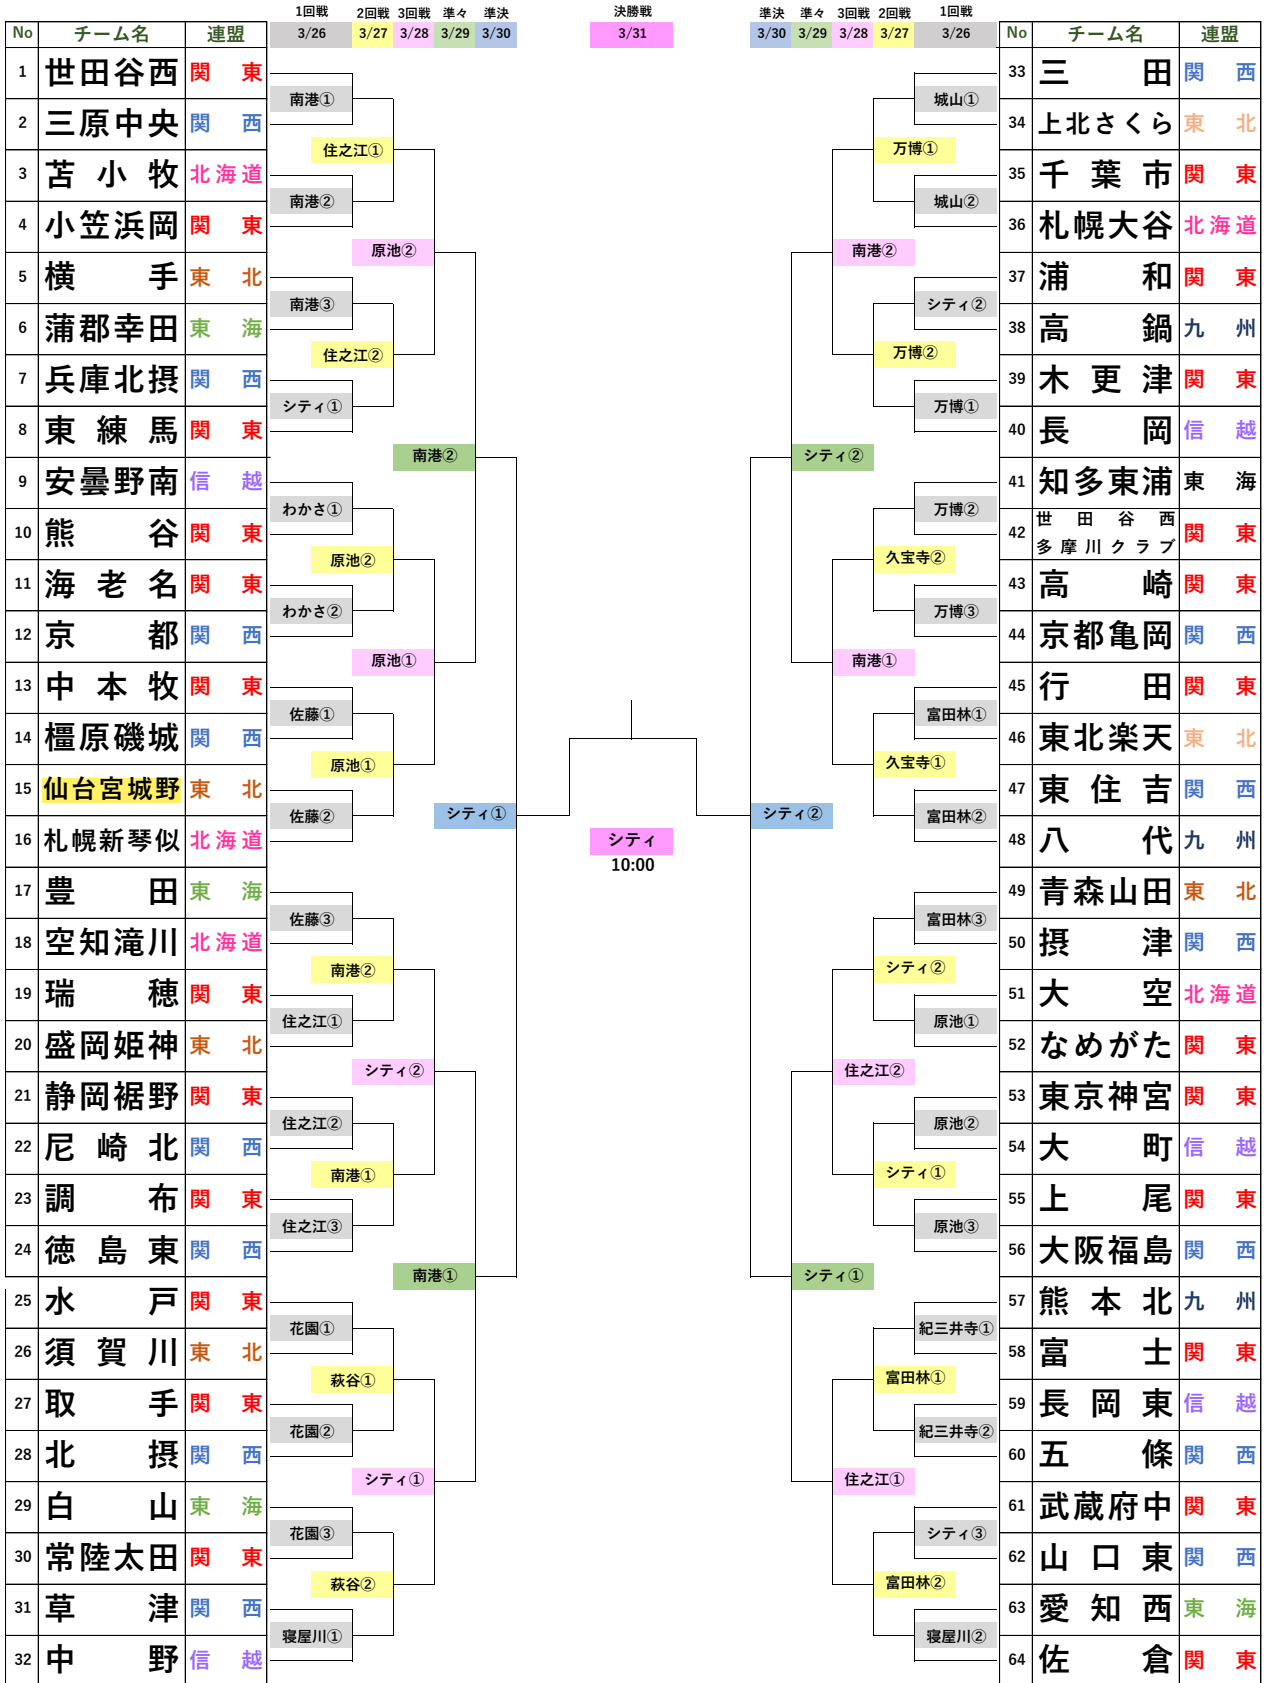 1回戦 2回戦 3回戦 準々 準決 決勝戦 準決 準々 3回戦 2回戦 1回戦
No チーム名 連盟 3/26 3/27 3/28 3/29 3/30 3/31 3/30 3/29 3/28 3/27 3/26 No チーム名 連盟
1 世田谷西 関東 33 三田 関西
南港① 城山①
2 三原中央 関西 34 上北さくら 東北
住之江① 万博①
3 苫小牧 北海道 35 千葉市 関東
南港② 城山②
4 小笠浜岡 関東 36 札幌大谷 北海道
原池② 南港②
5 横手 東北 37 浦和 関東
南港③ シティ②
6 蒲郡幸田 東海 38 高鍋 九州
住之江② 万博②
7 兵庫北摂 関西 39 木更津 関東
シティ① 万博①
8 東練馬 関東 40 長岡 信越
南港② シティ②
9 安曇野南 信越 41 知多東浦 東海
わかさ① 万博②
10 熊谷 関東 42 世田谷西 多摩川クラブ 関東
原池② 久宝寺②
11 海老名 関東 43 高崎 関東
わかさ② 万博③
12 京都 関西 44 京都亀岡 関西
原池① 南港①
13 中本牧 関東 45 行田 関東
佐藤① 富田林①
14 橿原磯城 関西 46 東北楽天 東北
原池① 久宝寺①
15 仙台宮城野 東北 47 東住吉 関西
佐藤② シティ① シティ② 富田林②
16 札幌新琴似 北海道 シティ 48 八代 九州
10:00
17 豊田 東海 49 青森山田 東北
佐藤③ 富田林③
18 空知滝川 北海道 50 摂津 関西
南港② シティ②
19 瑞穂 関東 51 大空 北海道
住之江① 原池①
20 盛岡姫神 東北 52 なめがた 関東
シティ② 住之江②
21 静岡裾野 関東 53 東京神宮 関東
住之江② 原池②
22 尼崎北 関西 54 大町 信越
南港① シティ①
23 調布 関東 55 上尾 関東
住之江③ 原池③
24 徳島東 関西 56 大阪福島 関西
南港① シティ①
25 水戸 関東 57 熊本北 九州
花園① 紀三井寺①
26 須賀川 東北 58 富士 関東
萩谷① 富田林①
27 取手 関東 59 長岡東 信越
花園② 紀三井寺②
28 北摂 関西 60 五條 関西
シティ① 住之江①
29 白山 東海 61 武蔵府中 関東
花園③ シティ③
30 常陸太田 関東 62 山口東 関西
萩谷② 富田林②
31 草津 関西 63 愛知西 東海
寝屋川① 寝屋川②
32 中野 信越 64 佐倉 関東